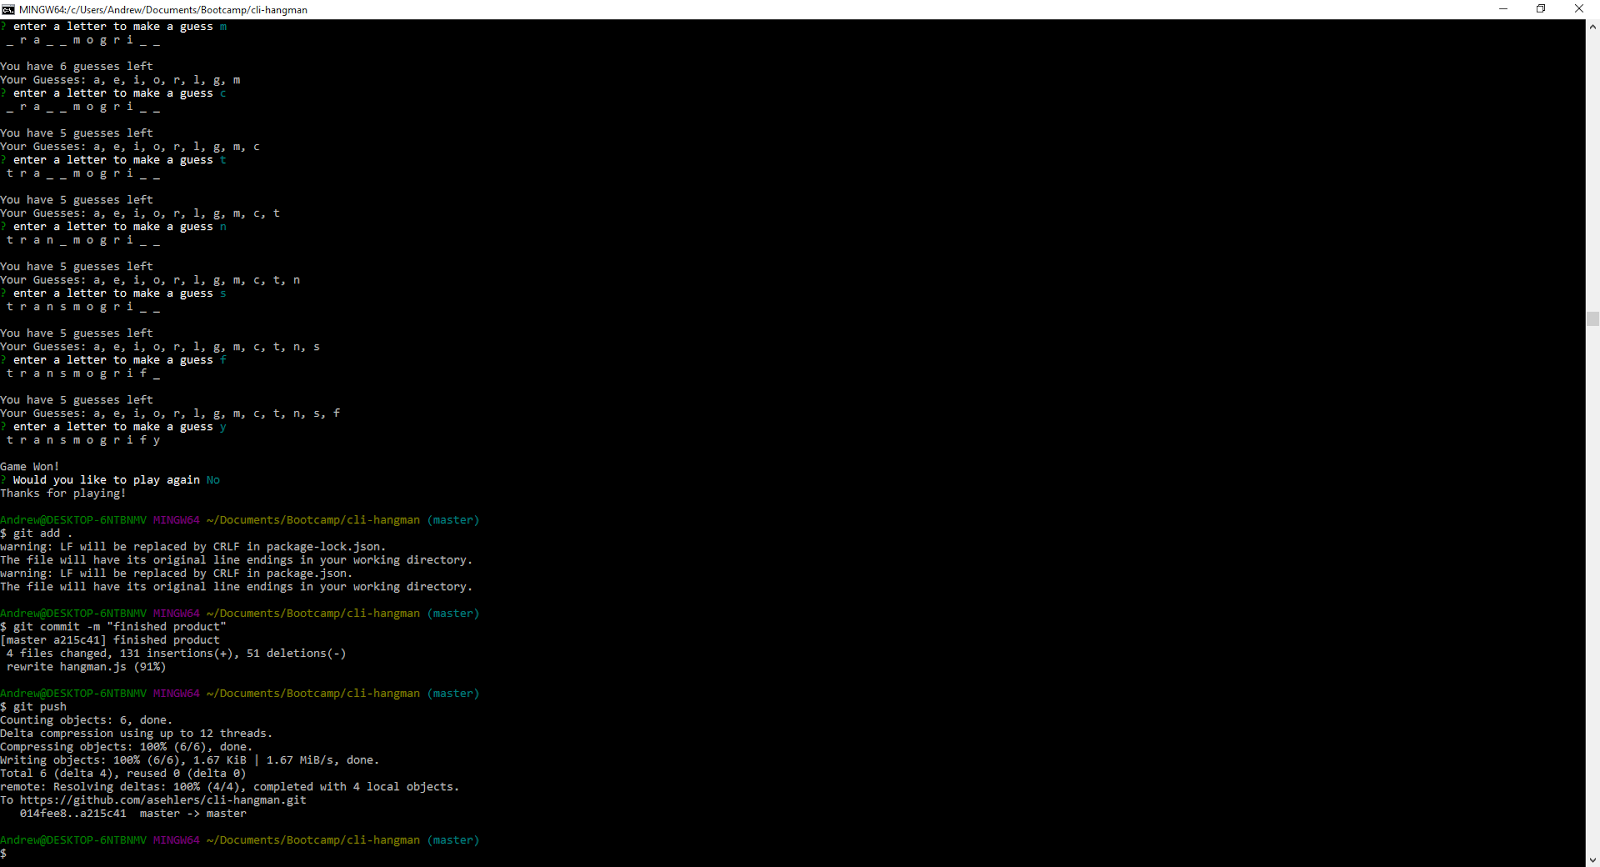 MINGW64:/c/Users/Andrew/Documents/Bootcamp/cli-hangman
? enter a letter to make a guess m
_ r a _ _ m o g r i _ _
You have 6 guesses left
Your Guesses: a, e, i, o, r, l, g, m
? enter a letter to make a guess c
_ r a _ _ m o g r i _ _
You have 5 guesses left
Your Guesses: a, e, i, o, r, l, g, m, c
? enter a letter to make a guess t
t r a _ _ m o g r i _ _
You have 5 guesses left
Your Guesses: a, e, i, o, r, l, g, m, c, t
? enter a letter to make a guess n
t r a n _ m o g r i _ _
You have 5 guesses left
Your Guesses: a, e, i, o, r, l, g, m, c, t, n
? enter a letter to make a guess s
t r a n s m o g r i _ _
You have 5 guesses left
Your Guesses: a, e, i, o, r, l, g, m, c, t, n, s
? enter a letter to make a guess f
t r a n s m o g r i f _
You have 5 guesses left
Your Guesses: a, e, i, o, r, l, g, m, c, t, n, s, f
? enter a letter to make a guess y
t r a n s m o g r i f y
Game Won!
? Would you like to play again No
Thanks for playing!
Andrew@DESKTOP-6NTBNMV MINGW64 ~/Documents/Bootcamp/cli-hangman (master)
$ git add .
warning: LF will be replaced by CRLF in package-lock.json.
The file will have its original line endings in your working directory.
warning: LF will be replaced by CRLF in package.json.
The file will have its original line endings in your working directory.
Andrew@DESKTOP-6NTBNMV MINGW64 ~/Documents/Bootcamp/cli-hangman (master)
$ git commit -m "finished product"
[master a215c41] finished product
4 files changed, 131 insertions(+), 51 deletions(-)
rewrite hangman.js (91%)
Andrew@DESKTOP-6NTBNMV MINGW64 ~/Documents/Bootcamp/cli-hangman (master)
$ git push
Counting objects: 6, done.
Delta compression using up to 12 threads.
Compressing objects: 100% (6/6), done.
Writing objects: 100% (6/6), 1.67 KiB | 1.67 MiB/s, done.
Total 6 (delta 4), reused 0 (delta 0)
remote: Resolving deltas: 100% (4/4), completed with 4 local objects.
To https://github.com/asehlers/cli-hangman.git
014fee8..a215c41 master -> master
Andrew@DESKTOP-6NTBNMV MINGW64 ~/Documents/Bootcamp/cli-hangman (master)
$